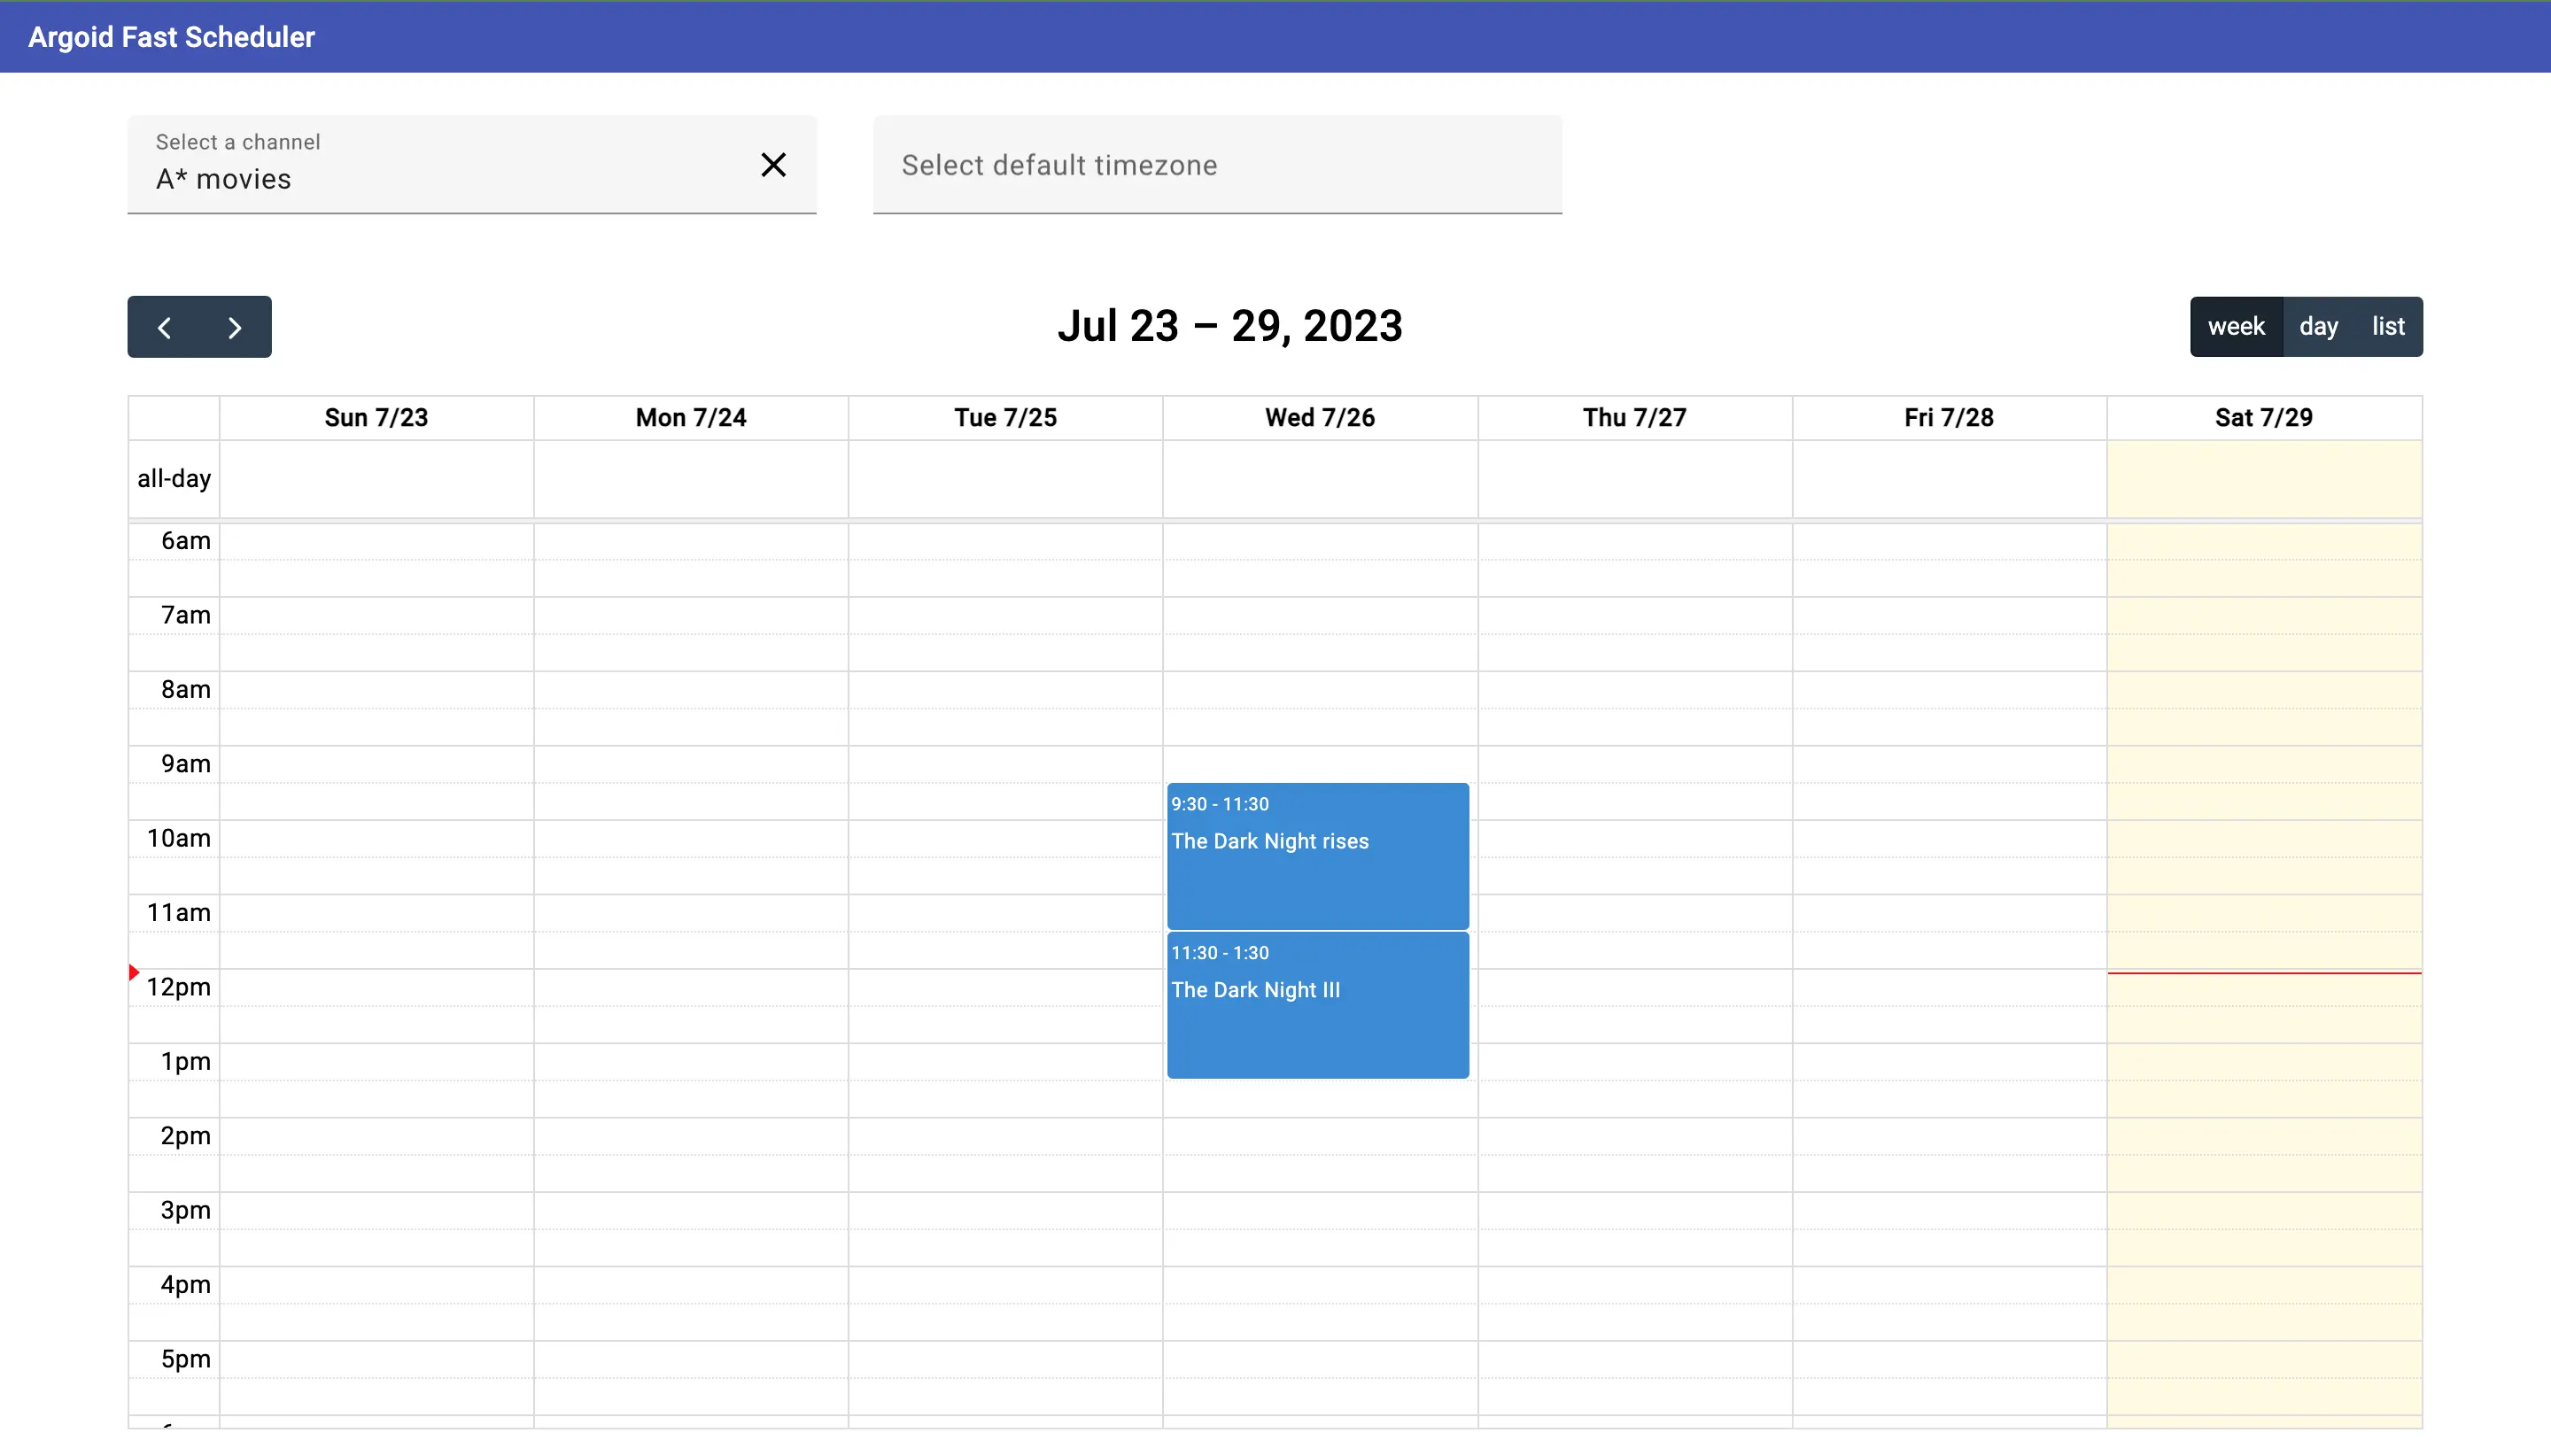 Argoid Fast Scheduler
Select a channel
A* movies
Select default timezone
Jul 23 – 29, 2023
week day list
Sun 7/23 Mon 7/24 Tue 7/25 Wed 7/26 Thu 7/27 Fri 7/28 Sat 7/29
all-day
6am
7am
8am
9am
9:30 - 11:30
10am
The Dark Night rises
11am
11:30 - 1:30
12pm
The Dark Night III
1pm
2pm
3pm
4pm
5pm